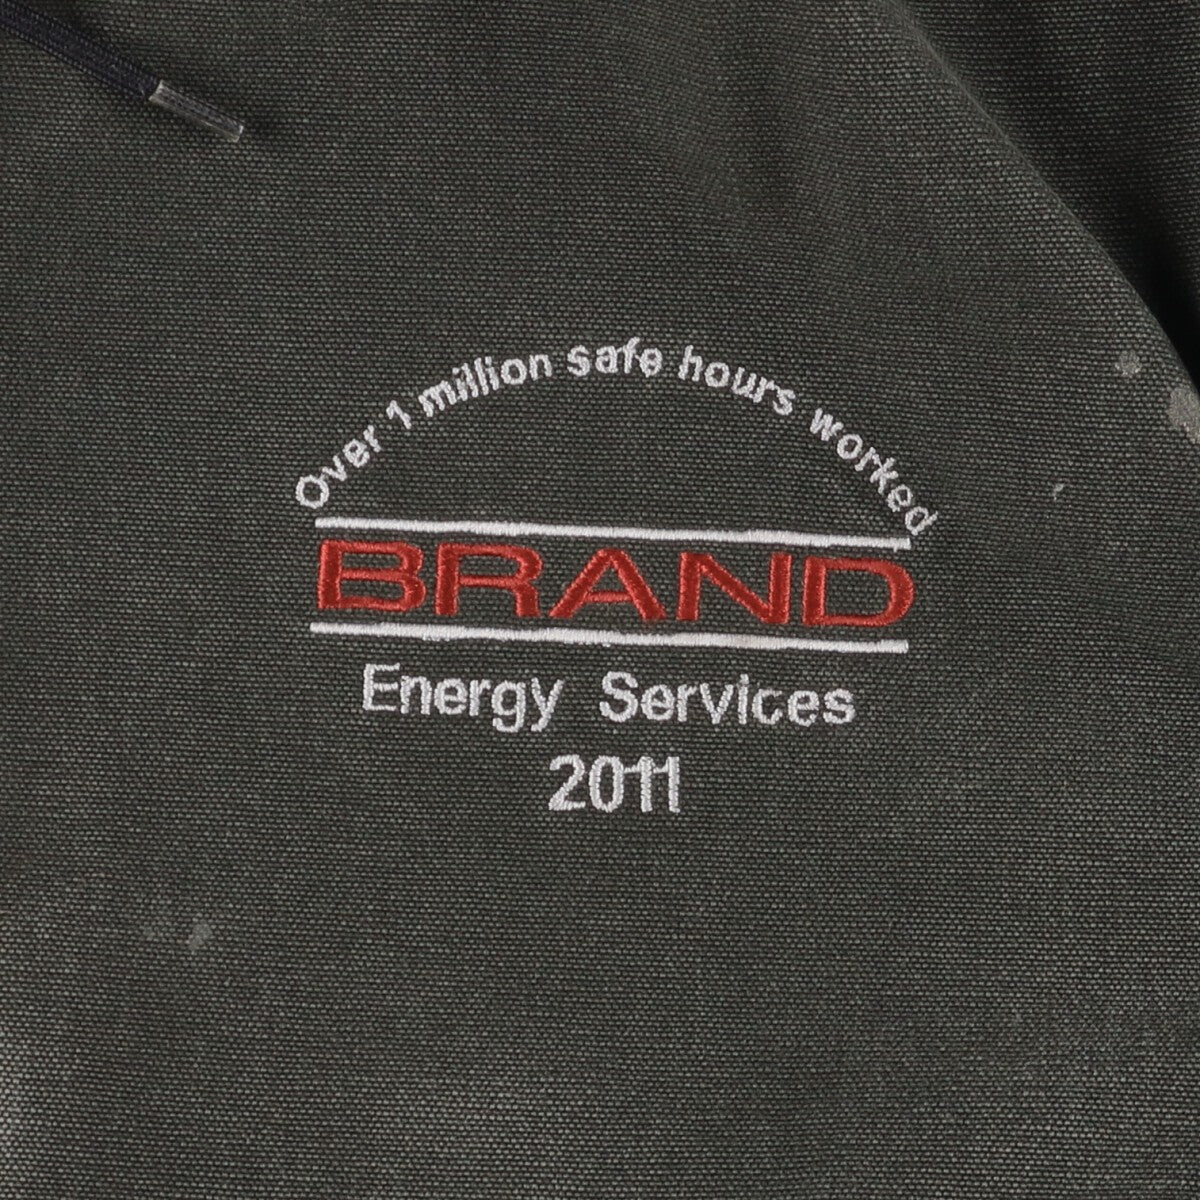 Over 1 million safe hours worked
BRAND
Energy Services
2011